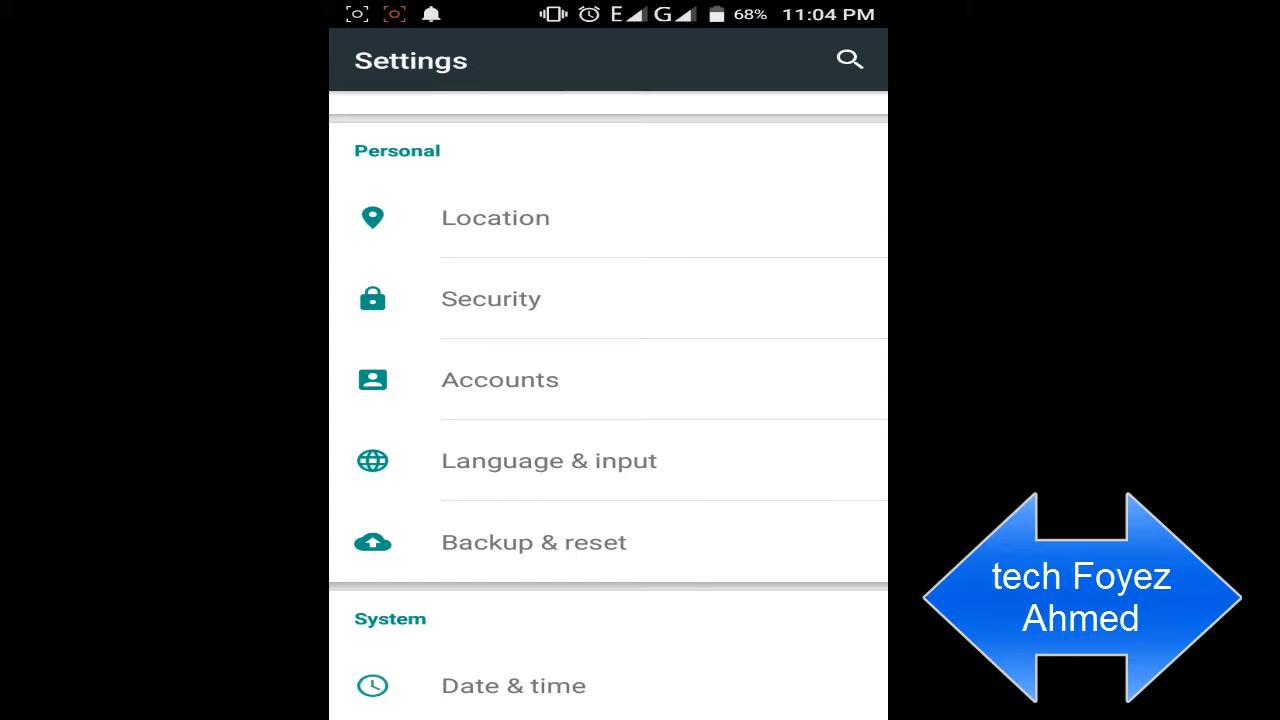 E G 68% 11:04 PM
Settings
Personal
Location
Security
Accounts
Language & input
Backup & reset
System
Date & time
tech Foyez
Ahmed